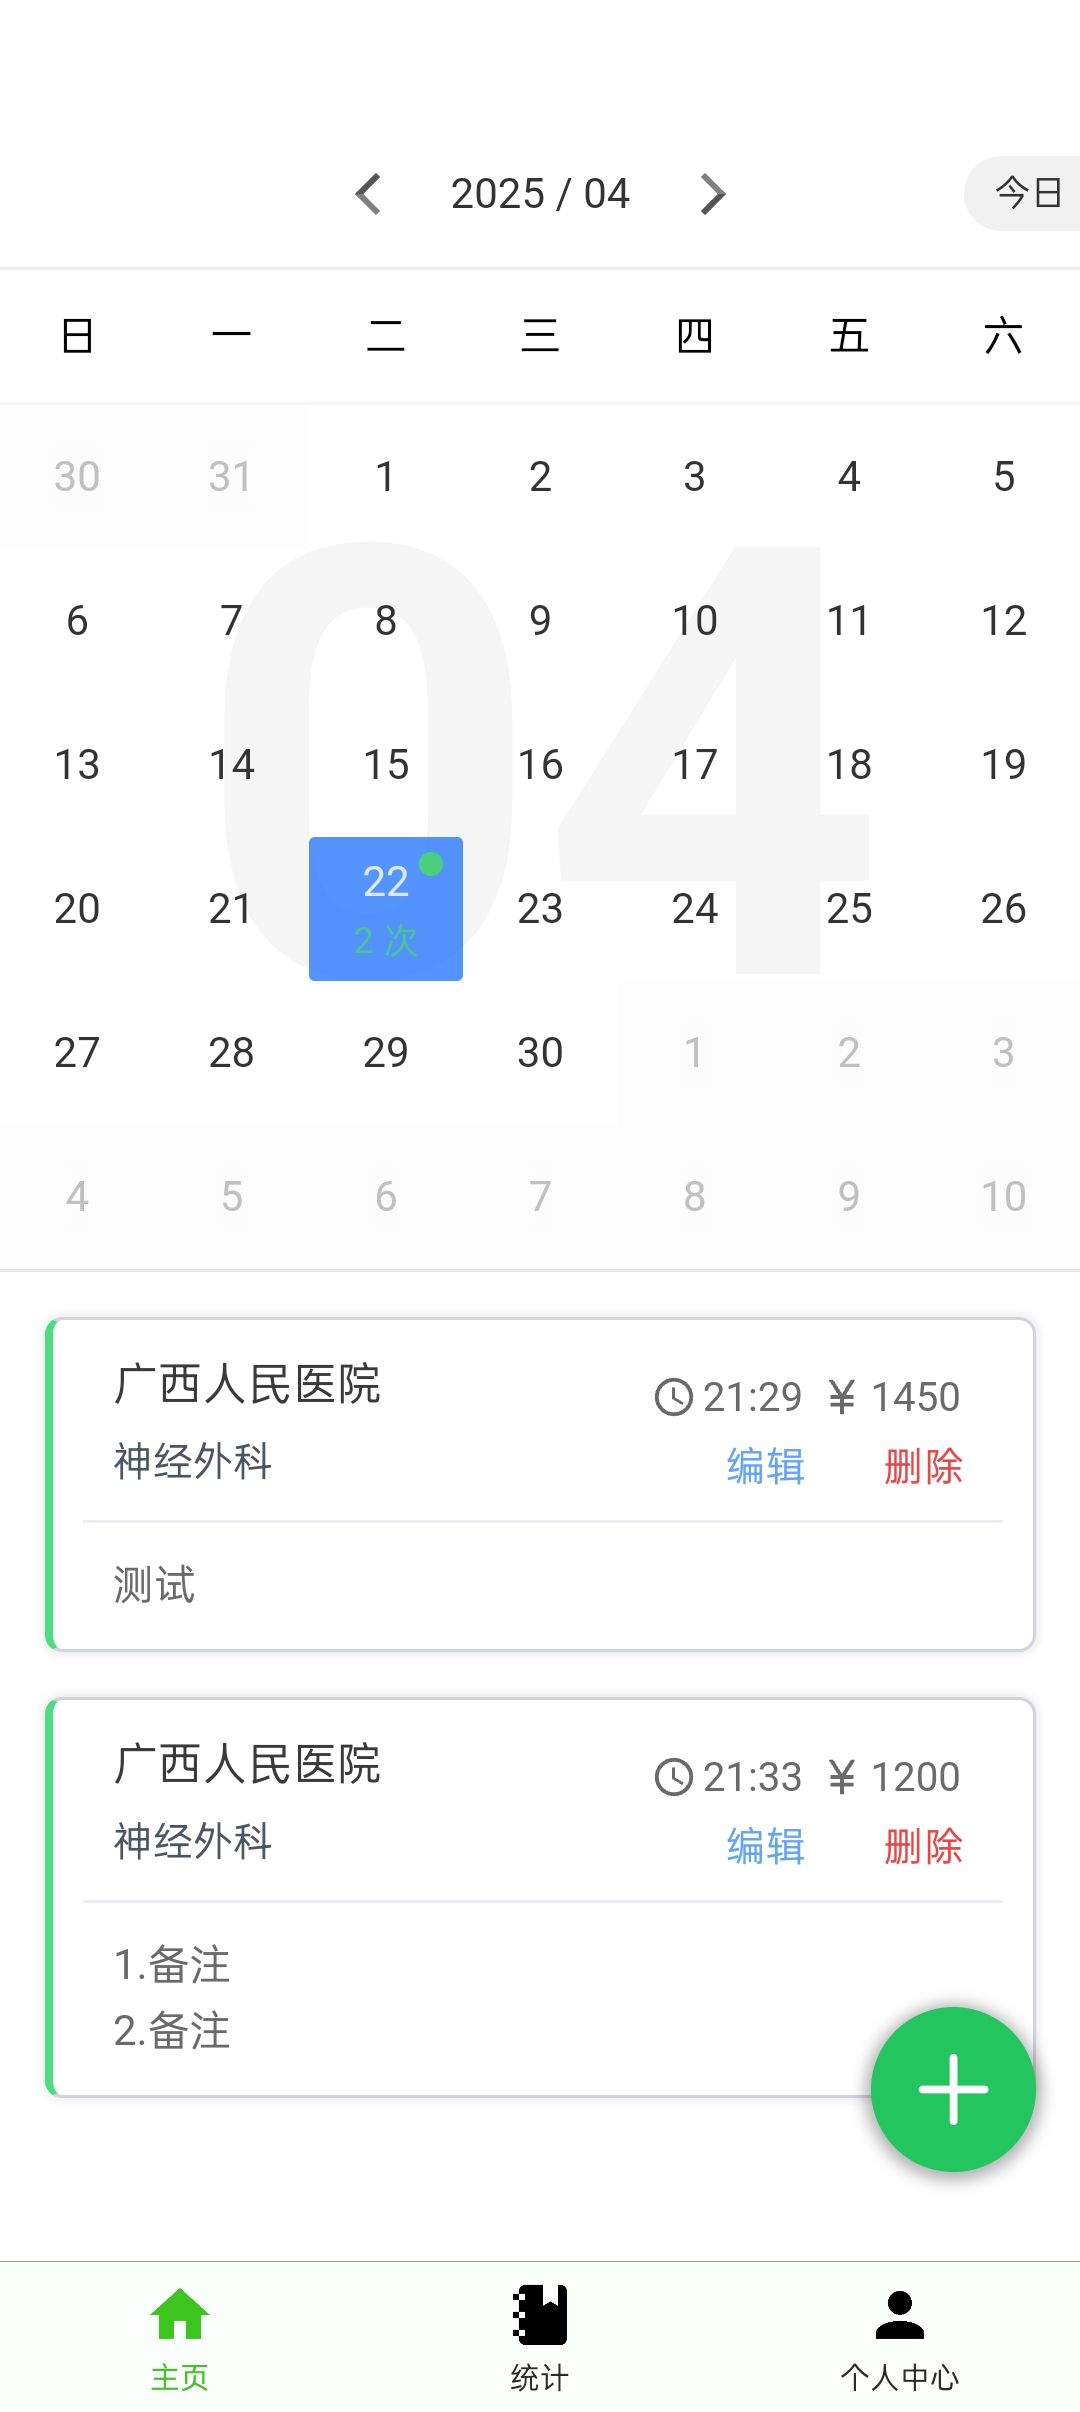 2025 / 04 今日
日 一 二 三 四 五 六
30 31 1 2 3 4 5
04
6 7 8 9 10 11 12
13 14 15 16 17 18 19
20 21 22 23 24 25 26
2 次
27 28 29 30 1 2 3
4 5 6 7 8 9 10
广西人民医院 21:29 ¥ 1450
神经外科 编辑 删除
测试
广西人民医院 21:33 ¥ 1200
神经外科 编辑 删除
1.备注
2.备注
主页 统计 个人中心